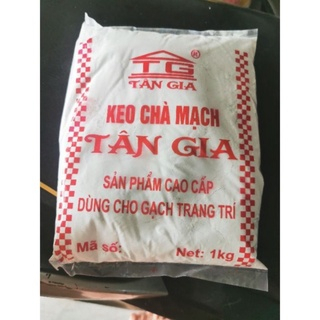 TG
TÂN GIA
KEO CHÀ MẠCH
TÂN GIA
SẢN PHẨM CAO CẤP
DÙNG CHO GẠCH TRANG TRÍ
Mã số: Net: 1kg